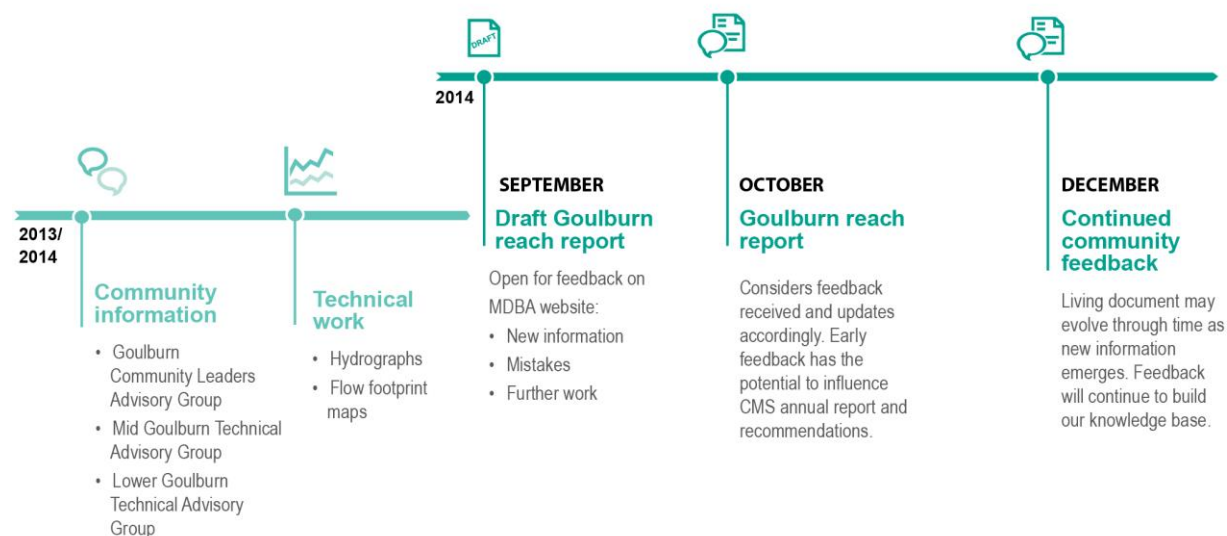 2013/
2014
Community
information
• Goulburn
Community Leaders
Advisory Group
• Mid Goulburn Technical
Advisory Group
• Lower Goulburn
Technical Advisory
Group
Technical
work
• Hydrographs
• Flow footprint
maps
2014
DRAFT
SEPTEMBER
Draft Goulburn
reach report
Open for feedback on
MDBA website:
• New information
• Mistakes
• Further work
OCTOBER
Goulburn reach
report
Considers feedback
received and updates
accordingly. Early
feedback has the
potential to influence
CMS annual report and
recommendations.
DECEMBER
Continued
community
feedback
Living document may
evolve through time as
new information
emerges. Feedback
will continue to build
our knowledge base.